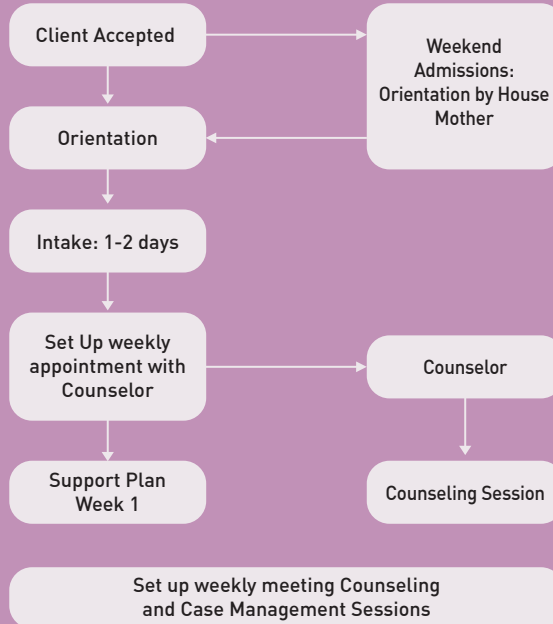 Client Accepted
Weekend
Admissions:
Orientation by House
Mother
Orientation
Intake: 1-2 days
Set Up weekly
appointment with
Counselor
Counselor
Support Plan
Week 1
Counseling Session
Set up weekly meeting Counseling
and Case Management Sessions